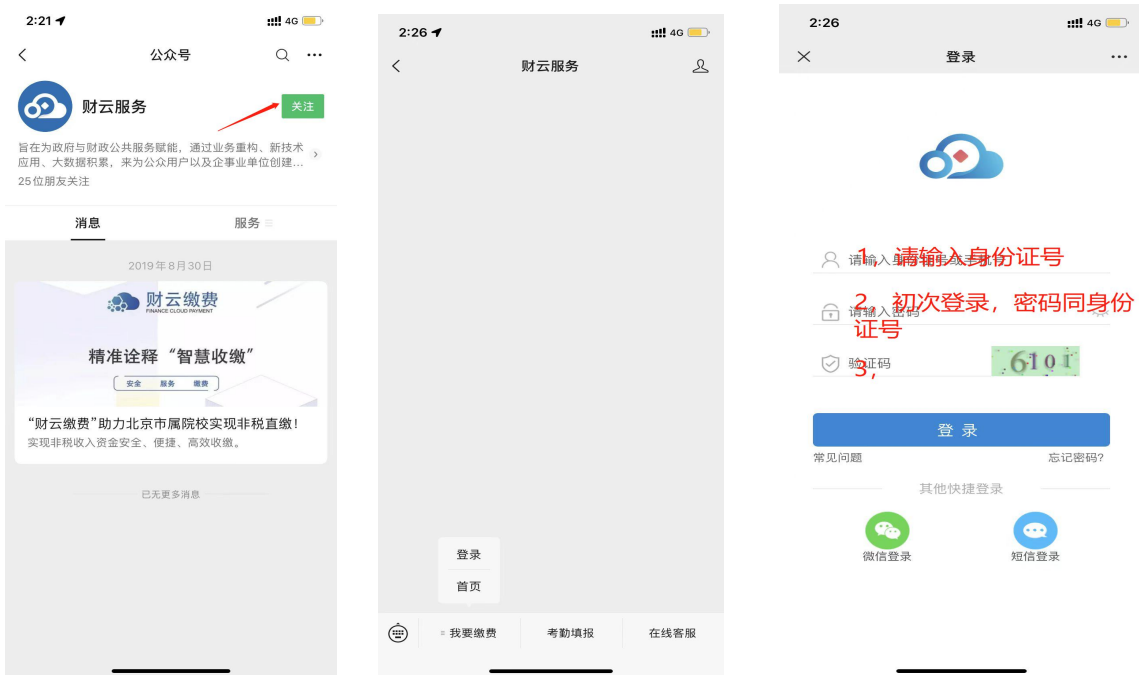 2:21
4G
公众号
财云服务
关注
旨在为政府与财政公共服务赋能，通过业务重构、新技术
应用、大数据积累，来为公众用户以及企事业单位创建...
25位朋友关注
消息
服务
2019年8月30日
财云缴费
FINANCE CLOUD PAYMENT
精准诠释“智慧收缴”
安全 服务 缴费
“财云缴费”助力北京市属院校实现非税直缴！
实现非税收入资金安全、便捷、高效收缴。
已无更多消息
2:26
4G
财云服务
登录
首页
我要缴费
考勤填报
在线客服
2:26
4G
登录
1，请输入身份证号
2，初次登录，密码同身份
证号
请输入密码
3，
验证码
6101
登 录
常见问题
忘记密码?
其他快捷登录
微信登录
短信登录